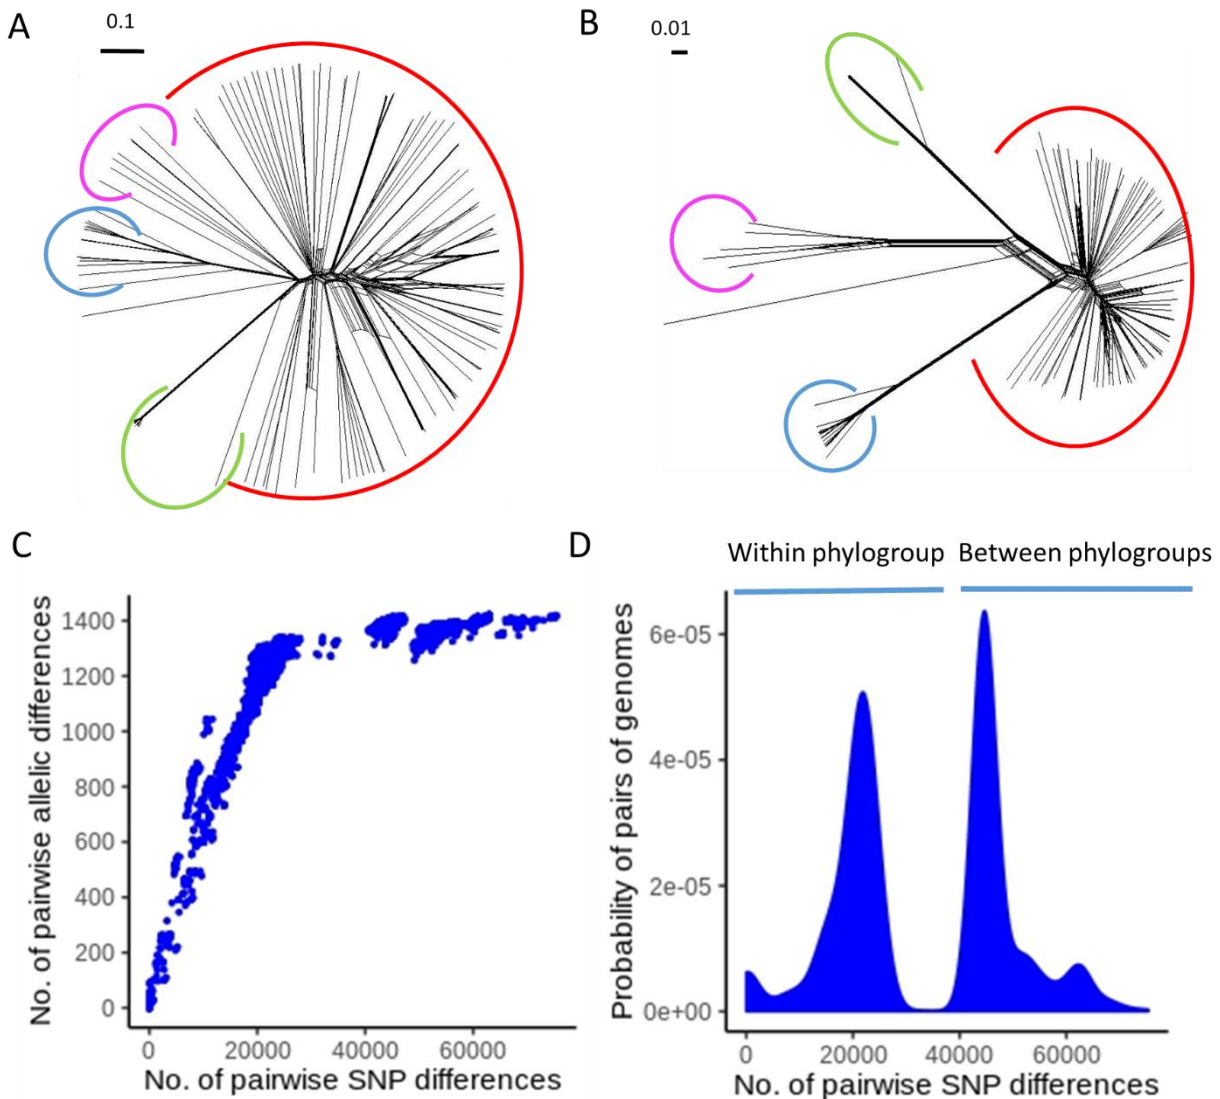 A
0.1
B
0.01
C
No. of pairwise allelic differences
1400
1200
1000
800
600
400
200
0
0 20000 40000 60000
No. of pairwise SNP differences
D
Within phylogroup Between phylogroups
Probability of pairs of genomes
6e-05
4e-05
2e-05
0e+00
0 20000 40000 60000
No. of pairwise SNP differences